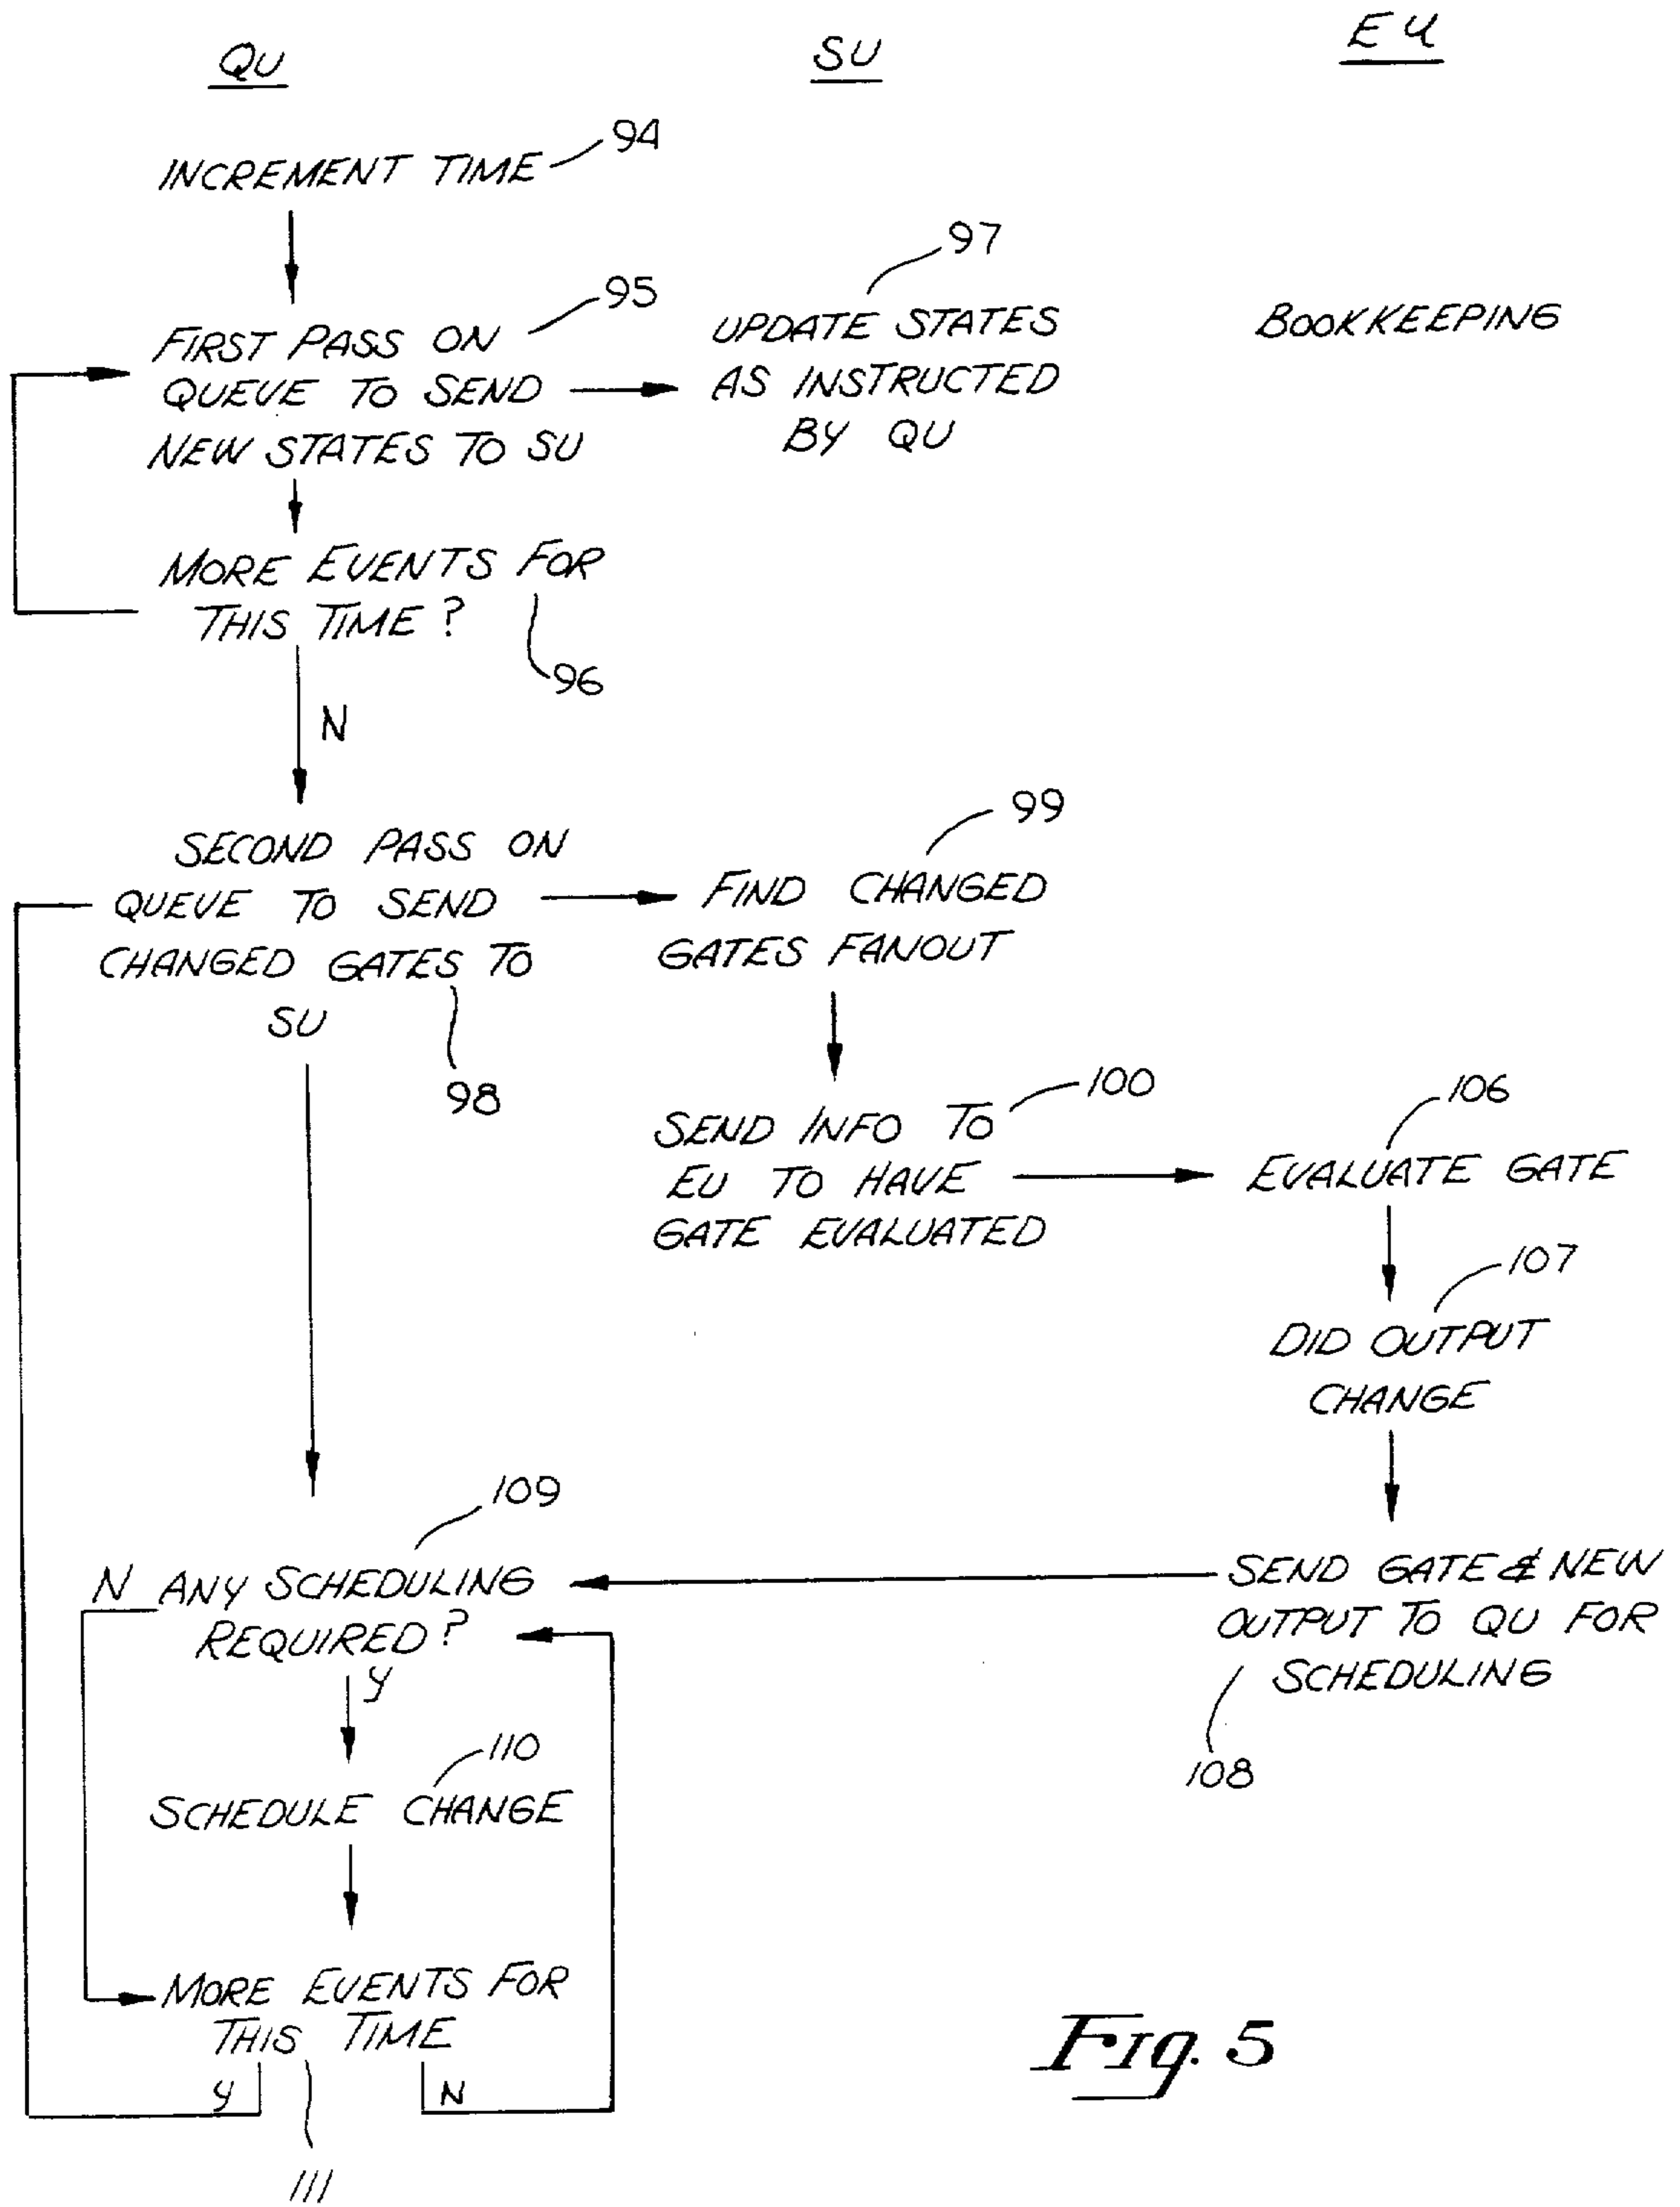 QU
SU
EU
INCREMENT TIME
94
FIRST PASS ON
QUEUE TO SEND
NEW STATES TO SU
95
UPDATE STATES
AS INSTRUCTED
BY QU
97
BOOKKEEPING
MORE EVENTS FOR
THIS TIME?
96
N
SECOND PASS ON
QUEUE TO SEND
CHANGED GATES TO
SU
98
FIND CHANGED
GATES FANOUT
99
SEND INFO TO
EU TO HAVE
GATE EVALUATED
100
EVALUATE GATE
106
DID OUTPUT
CHANGE
107
SEND GATE & NEW
OUTPUT TO QU FOR
SCHEDULING
108
N
ANY SCHEDULING
REQUIRED?
109
Y
SCHEDULE CHANGE
110
MORE EVENTS FOR
THIS TIME
Y
N
111
Fig. 5